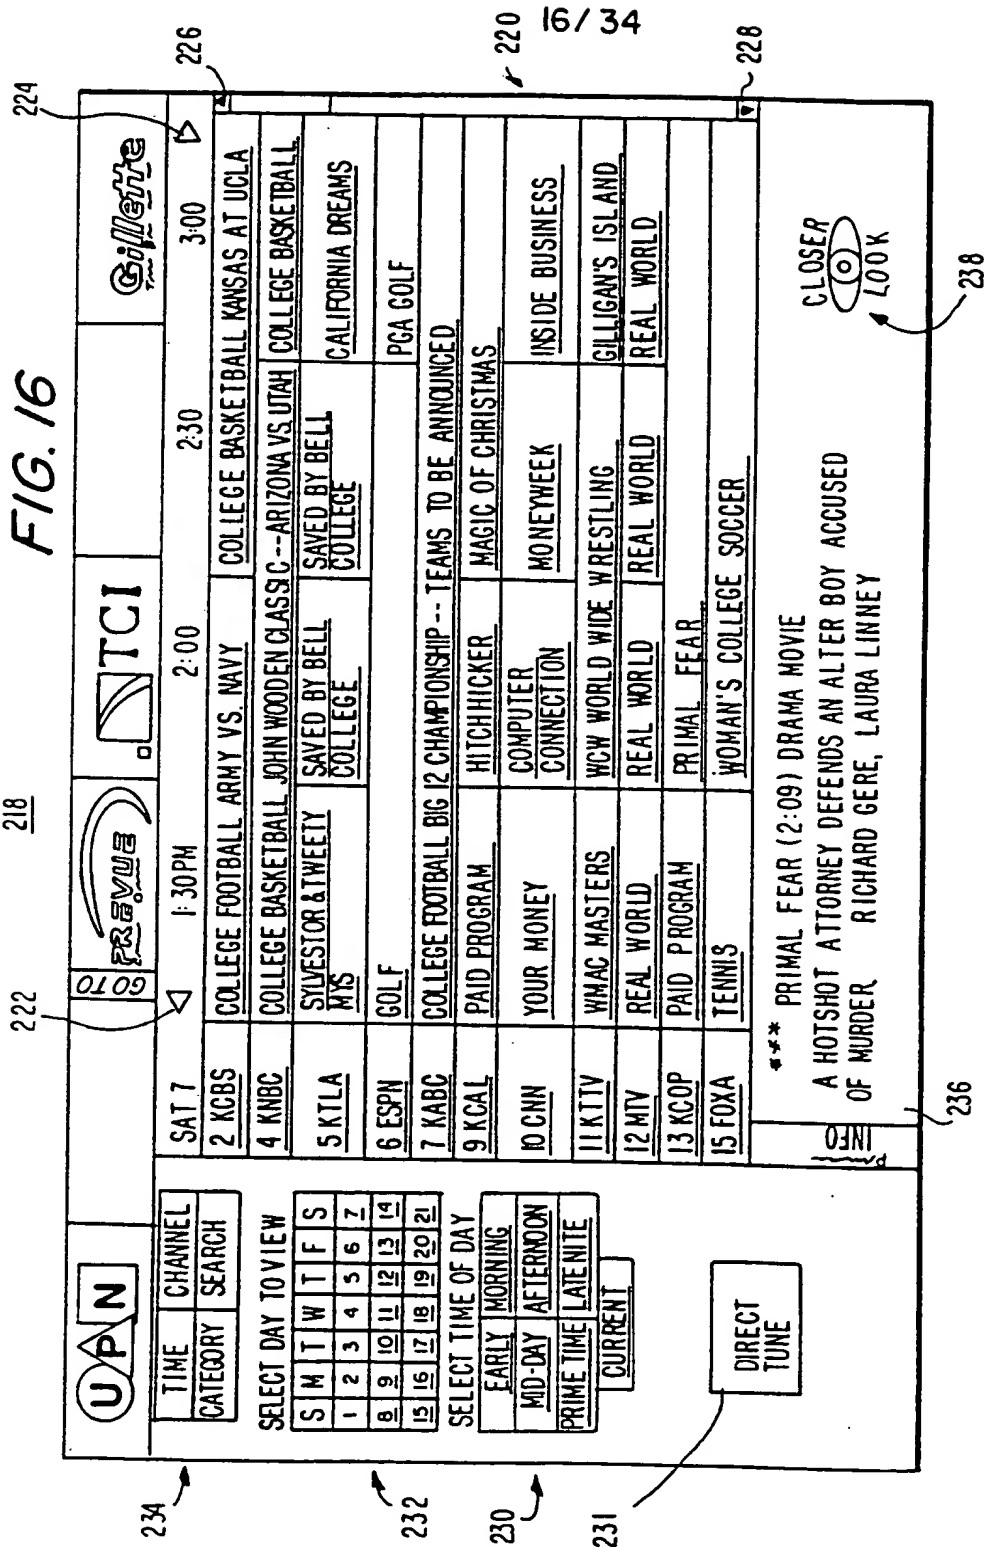 16/34
FIG. 16
218
UPN
GOTO
PREVUE
TCI
Gillette
222
224
TIME CHANNEL
CATEGORY SEARCH
234
SELECT DAY TO VIEW
S M T W T F S
1 2 3 4 5 6 7
8 9 10 11 12 13 14
15 16 17 18 19 20 21
232
SELECT TIME OF DAY
EARLY MORNING
MID-DAY AFTERNOON
PRIME TIME LATE NITE
CURRENT
230
DIRECT
TUNE
231
SAT 7 1:30PM 2:00 2:30 3:00
226
2 KCBS COLLEGE FOOTBALL ARMY VS. NAVY COLLEGE BASKETBALL KANSAS AT UCLA
4 KNBC COLLEGE BASKETBALL JOHN WOODEN CLASSIC--ARIZONA VS. UTAH COLLEGE BASKETBALL
5 KTLA SYLVESTOR & TWEETY SAVED BY BELL SAVED BY BELL CALIFORNIA DREAMS
MYS COLLEGE COLLEGE
6 ESPN GOLF PGA GOLF
7 KABC COLLEGE FOOTBALL BIG 12 CHAMPIONSHIP--TEAMS TO BE ANNOUNCED
9 KCAL PAID PROGRAM HITCHHICKER MAGIC OF CHRISTMAS
10 CNN YOUR MONEY COMPUTER MONEYWEEK INSIDE BUSINESS
CONNECTION
11 KTTV WMAC MASTERS WCW WORLD WIDE WRESTLING GILLIGAN'S ISLAND
12 MTV REAL WORLD REAL WORLD REAL WORLD REAL WORLD
13 KCOP PAID PROGRAM PRIMAL FEAR
15 FOXA TENNIS WOMAN'S COLLEGE SOCCER
220
228
INFO
*** PRIMAL FEAR (2:09) DRAMA MOVIE
A HOTSHOT ATTORNEY DEFENDS AN ALTER BOY ACCUSED
OF MURDER RICHARD GERE, LAURA LINNEY
236
CLOSER
LOOK
238